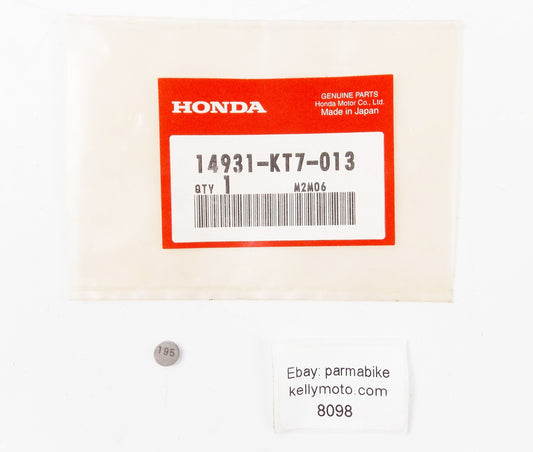 HONDA
GENUINE PARTS
Honda Motor Co., Ltd.
Made in Japan
14931-KT7-013
QTY 1 M2M06
195
Ebay: parmabike
kellymoto.com
8098